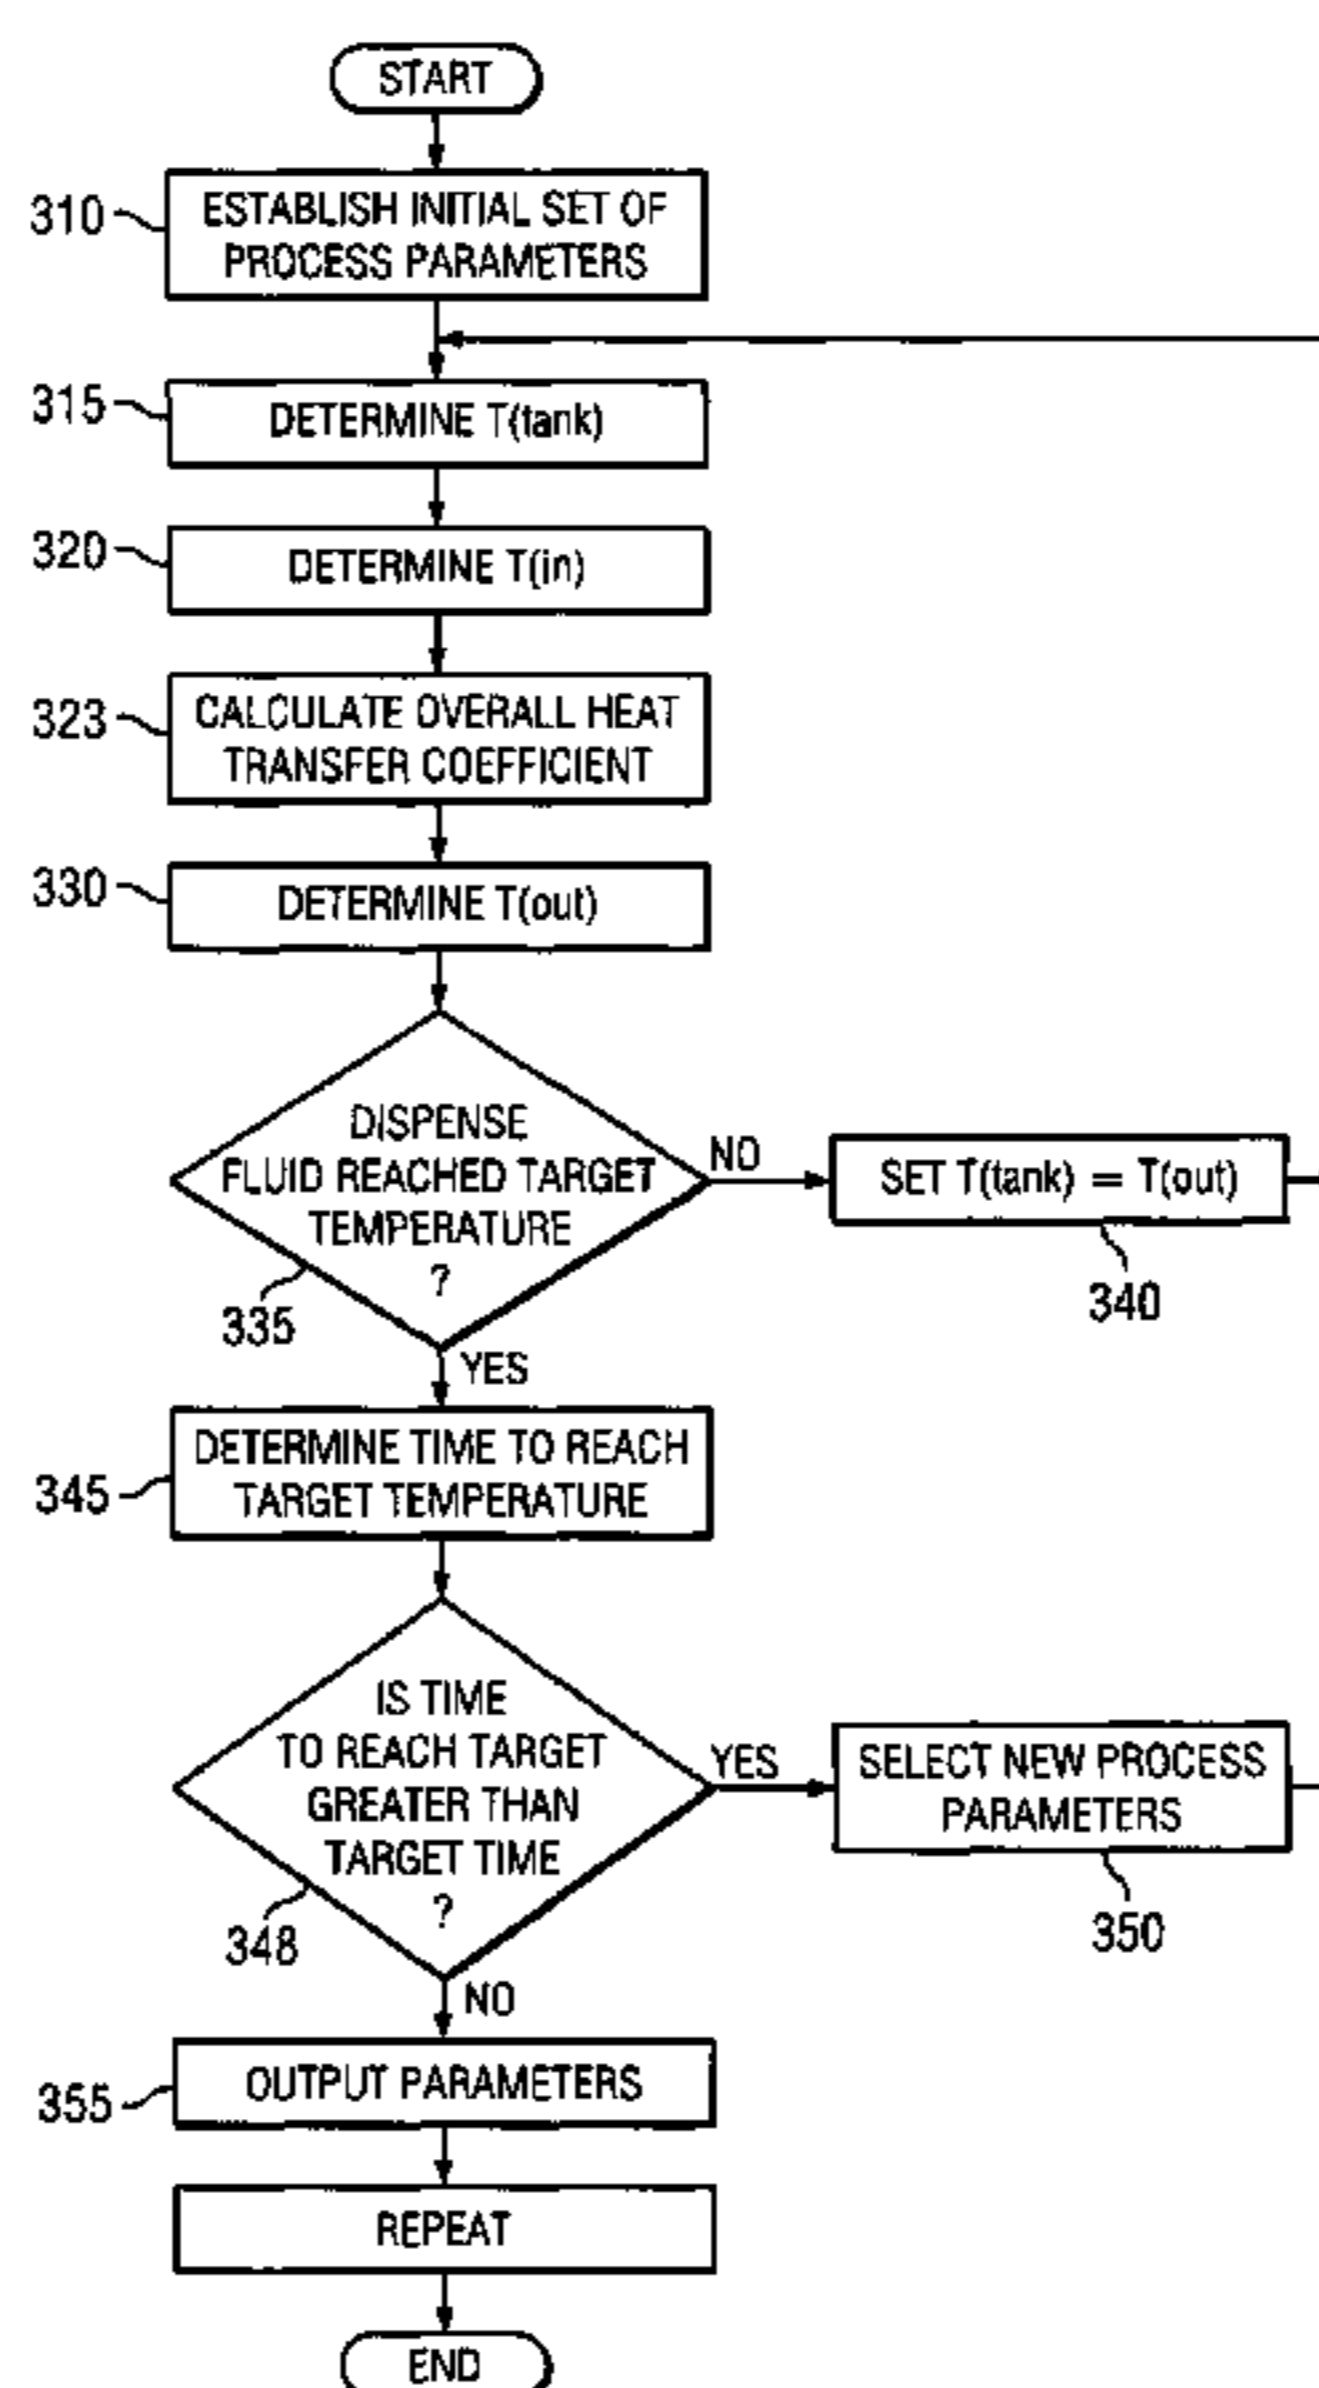 START
310
ESTABLISH INITIAL SET OF
PROCESS PARAMETERS
315
DETERMINE T(tank)
320
DETERMINE T(in)
323
CALCULATE OVERALL HEAT
TRANSFER COEFFICIENT
330
DETERMINE T(out)
DISPENSE
FLUID REACHED TARGET
TEMPERATURE
?
335
NO
SET T(tank) = T(out)
340
YES
345
DETERMINE TIME TO REACH
TARGET TEMPERATURE
IS TIME
TO REACH TARGET
GREATER THAN
TARGET TIME
?
348
YES
SELECT NEW PROCESS
PARAMETERS
350
NO
355
OUTPUT PARAMETERS
REPEAT
END